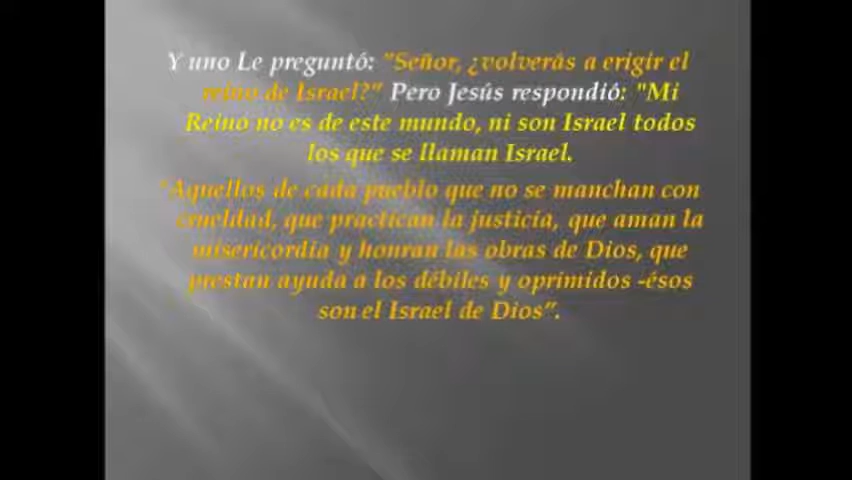 Y uno Le preguntó: "Señor, ¿volverás a erigir el
reino de Israel?" Pero Jesús respondió: "Mi
Reino no es de este mundo, ni son Israel todos
los que se llaman Israel.
"Aquellos de cada pueblo que no se manchan con
crueldad, que practican la justicia, que aman la
misericordia y honran las obras de Dios, que
prestan ayuda a los débiles y oprimidos -ésos
son el Israel de Dios”.